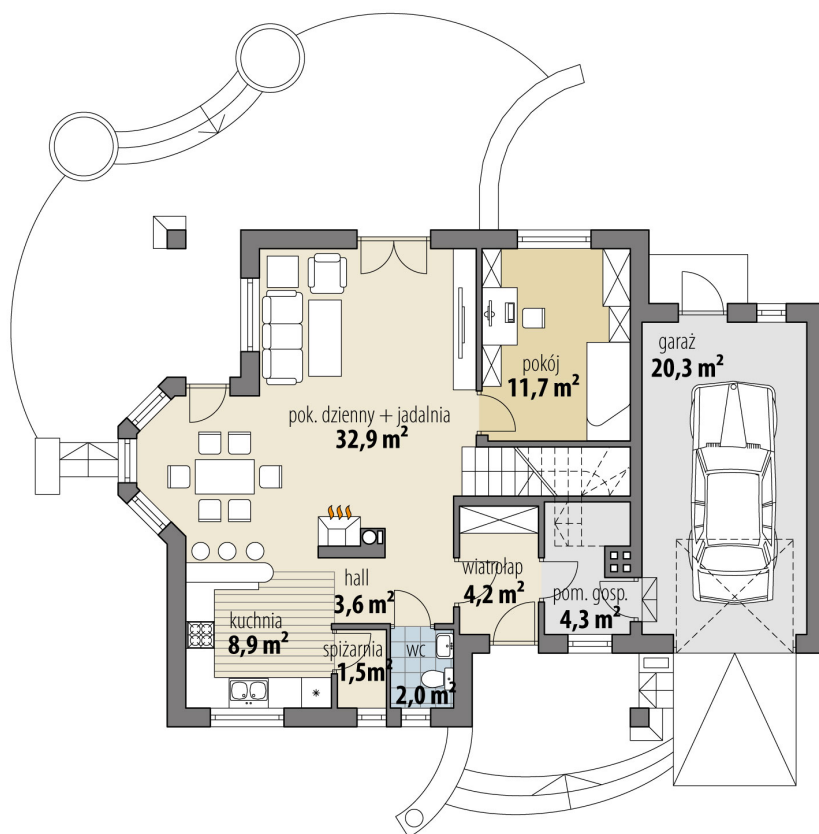 garaż
20,3 m²
pokój
11,7 m²
pok. dzienny + jadalnia
32,9 m²
hall
3,6 m²
wiatrołap
4,2 m²
pom. gosp.
4,3 m²
kuchnia
8,9 m²
spiżarnia
1,5m²
wc
2,0 m²